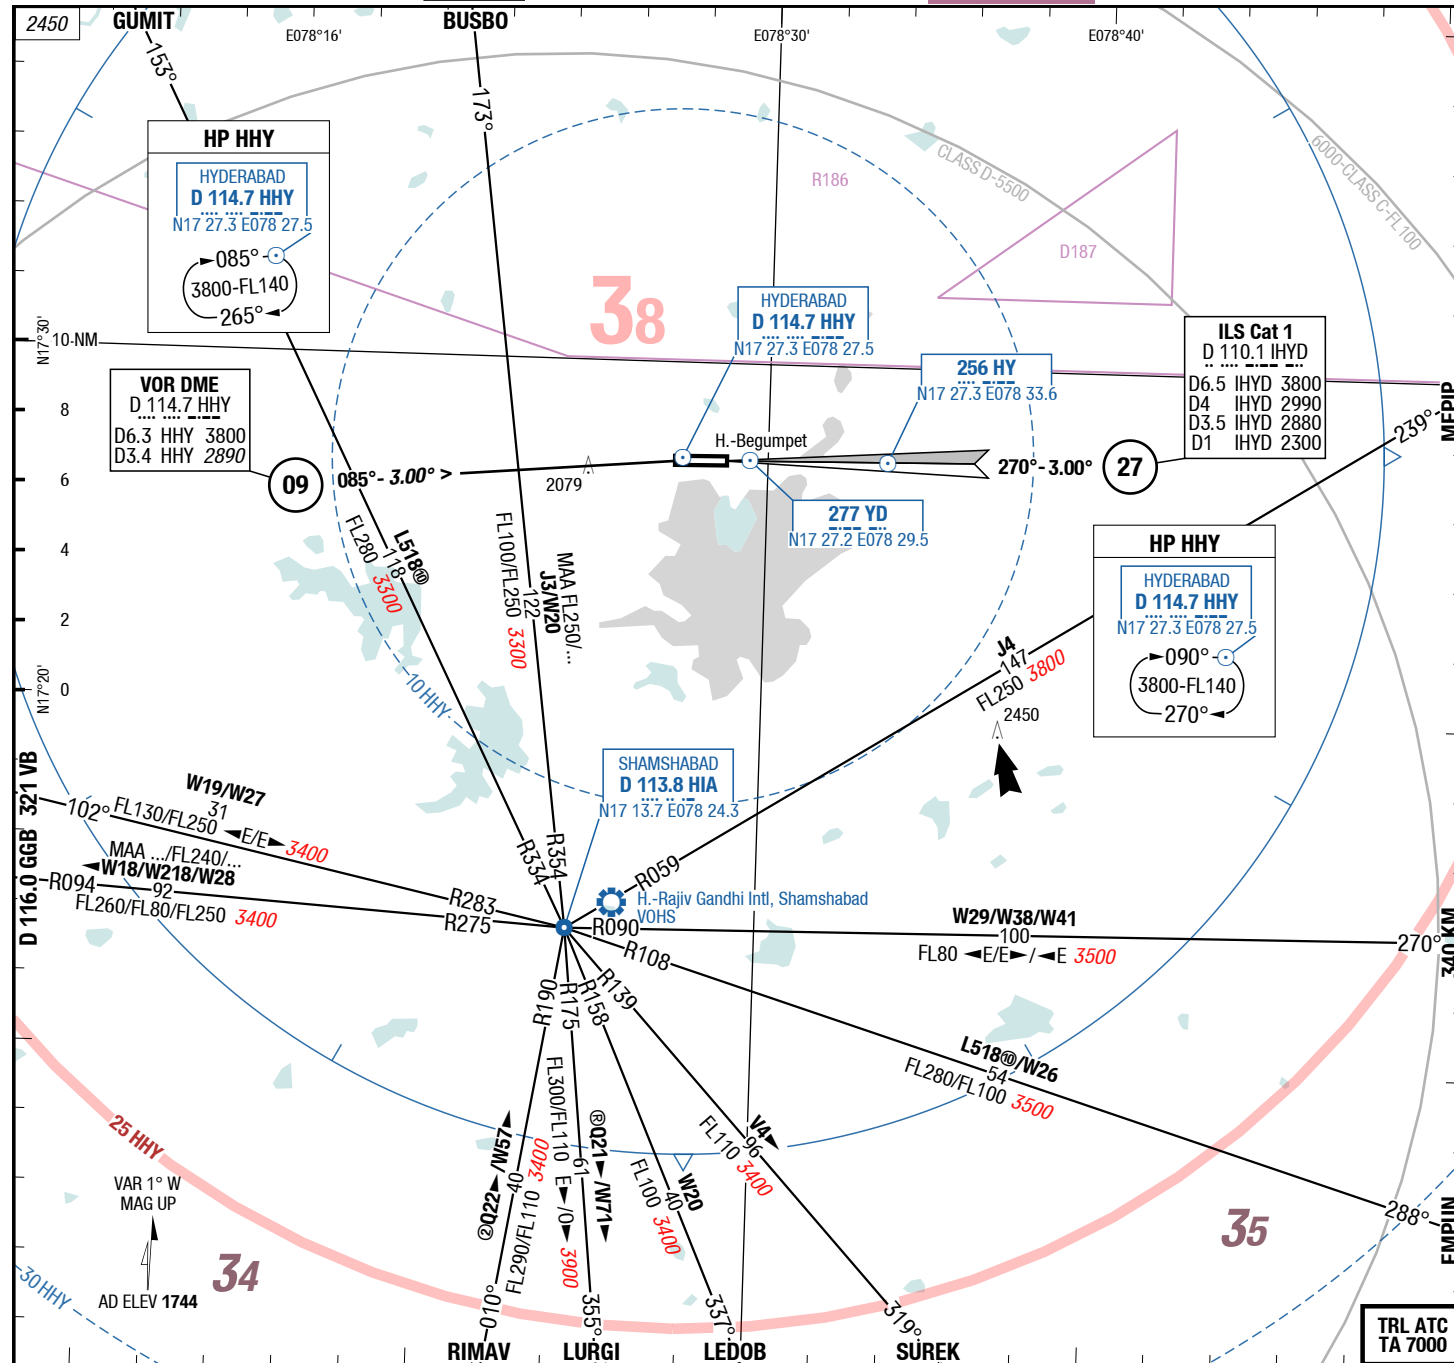 2450
GUMIT
BUSBO
E078°16'
E078°30'
E078°40'
153°
173°
HP HHY
HYDERABAD
D 114.7 HHY
N17 27.3 E078 27.5
085°
3800-FL140
265°
R186
CLASS D-5500
D187
6000-CLASS C-FL100
38
HYDERABAD
D 114.7 HHY
N17 27.3 E078 27.5
N17°30'
10 NM
8
6
4
2
0
N17°20'
VOR DME
D 114.7 HHY
D6.3 HHY 3800
D3.4 HHY 2890
256 HY
N17 27.3 E078 33.6
ILS Cat 1
D 110.1 IHYD
D6.5 IHYD 3800
D4 IHYD 2990
D3.5 IHYD 2880
D1 IHYD 2300
MEPIP
239°
H.-Begumpet
09
085°- 3.00° >
2079
270°- 3.00°
27
277 YD
N17 27.2 E078 29.5
L518⑩
118
FL280 3300
MAA FL250/...
J3/W20
122
FL100/FL250 3300
HP HHY
HYDERABAD
D 114.7 HHY
N17 27.3 E078 27.5
090°
3800-FL140
270°
J4
147
FL250 3800
2450
10 HHY
SHAMSHABAD
D 113.8 HIA
N17 13.7 E078 24.3
321 VB
D 116.0 GGB
102°
W19/W27
31
FL130/FL250 ◄E/E► 3400
MAA .../FL240/...
◄W18/W218/W28
R094
92
FL260/FL80/FL250 3400
R283
R275
R334
R354
R059
H.-Rajiv Gandhi Intl, Shamshabad
VOHS
R090
R108
R139
R158
R175
R190
W29/W38/W41
100
FL80 ◄E/E►/◄E 3500
270°
340 KM
L518⑩/W26
54
FL280/FL100 3500
288°
EMPUN
V4►
96
FL110 3400
319°
W20
40
FL100 3400
337°
®Q21►/W71►
61
FL300/FL110 E►/O► 3900
355°
②Q22►/W57►
40
FL290/FL110 3400
010°
25 HHY
VAR 1° W
MAG UP
AD ELEV 1744
34
35
30 HHY
RIMAV
LURGI
LEDOB
SUREK
TRL ATC
TA 7000